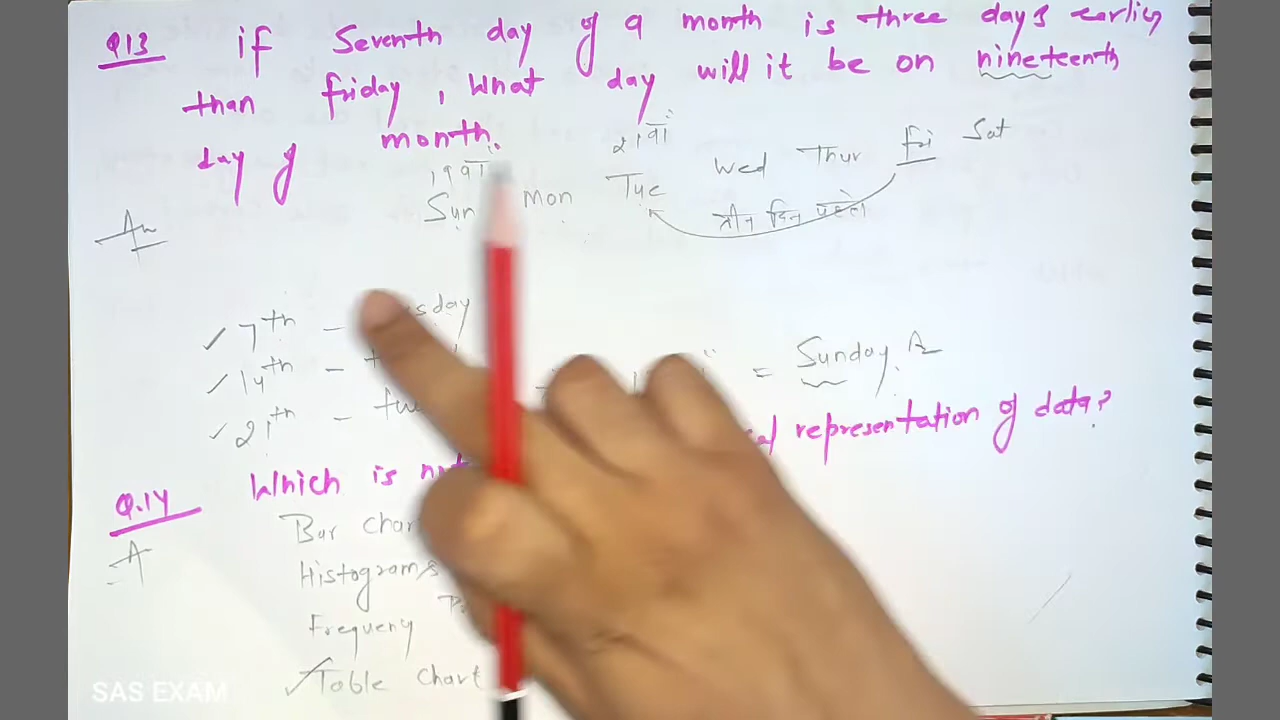 Q13 if Seventh day of a month is three days earlier
than friday, What day will it be on nineteenth
day of month.
19वा 21वा
Sun Mon Tue Wed Thur Fri Sat
तीन दिन पहले
An
7th -
14th -
21th -
= Sunday A
Q.14 Which is representation of data?
A
Bar char
Histograms
Frequeny
Table Chart
SAS EXAM